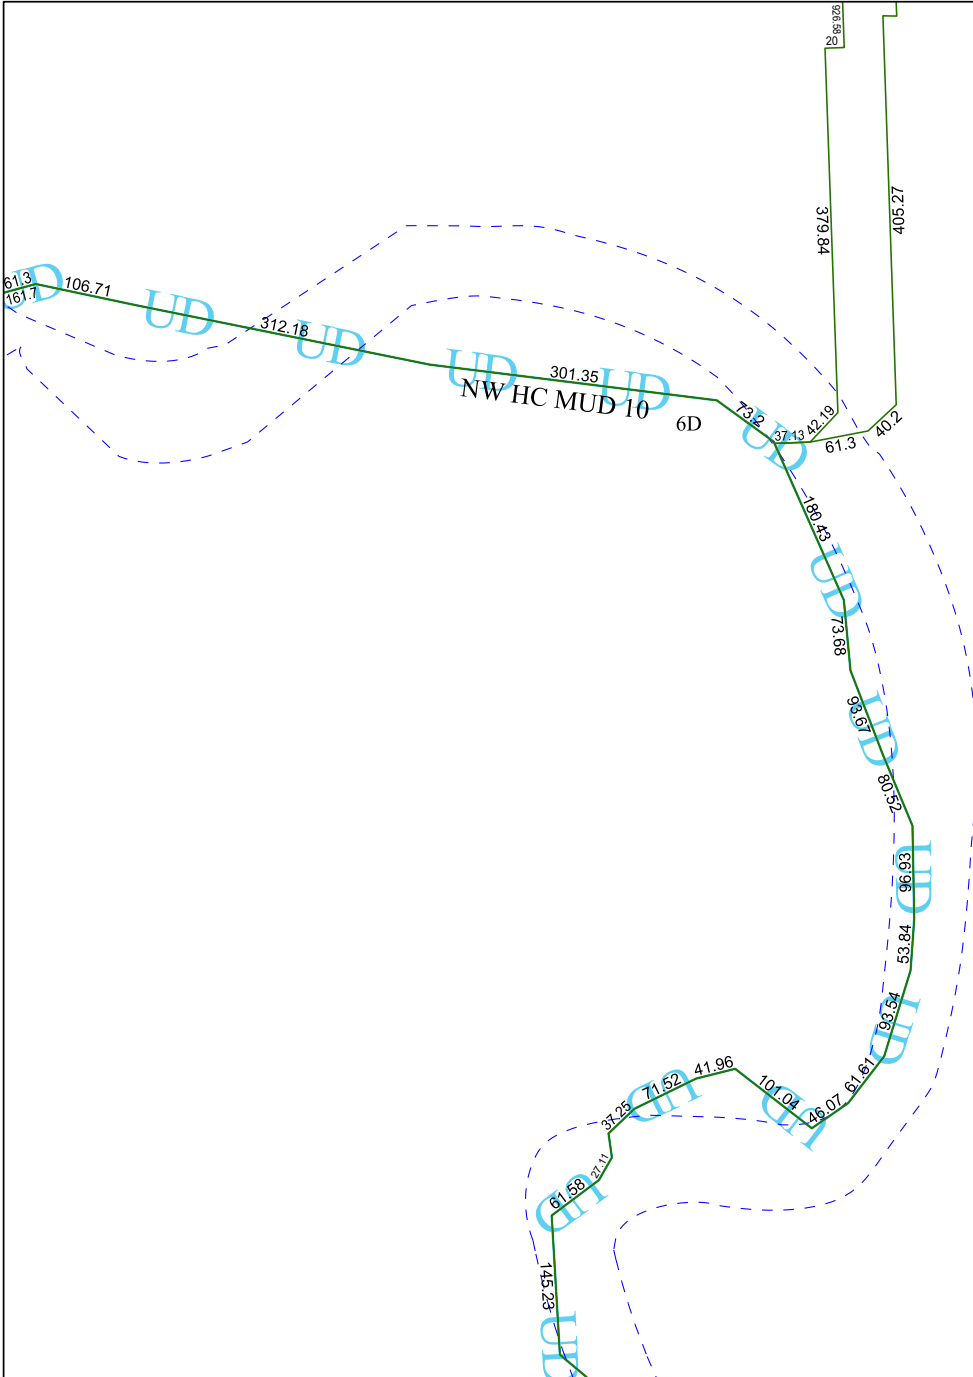 926.58
20
379.84
405.27
UD
61.3
161.7
106.71
UD
312.18
UD
UD
301.35
UD
NW HC MUD 10
6D
73.2
UD
37.13
42.19
61.3
40.2
180.43
UD
73.68
93.67
UD
80.52
96.93
UD
53.84
93.54
UD
61.61
46.07
101.04
UD
41.96
71.52
UD
37.25
27.11
61.58
UD
145.23
UD